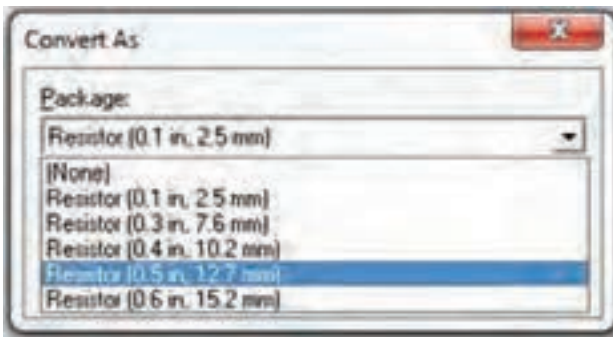 Convert As
Package:
Resistor (0.1 in, 2.5 mm)
(None)
Resistor (0.1 in, 2.5 mm)
Resistor (0.3 in, 7.6 mm)
Resistor (0.4 in, 10.2 mm)
Resistor (0.5 in, 12.7 mm)
Resistor (0.6 in, 15.2 mm)